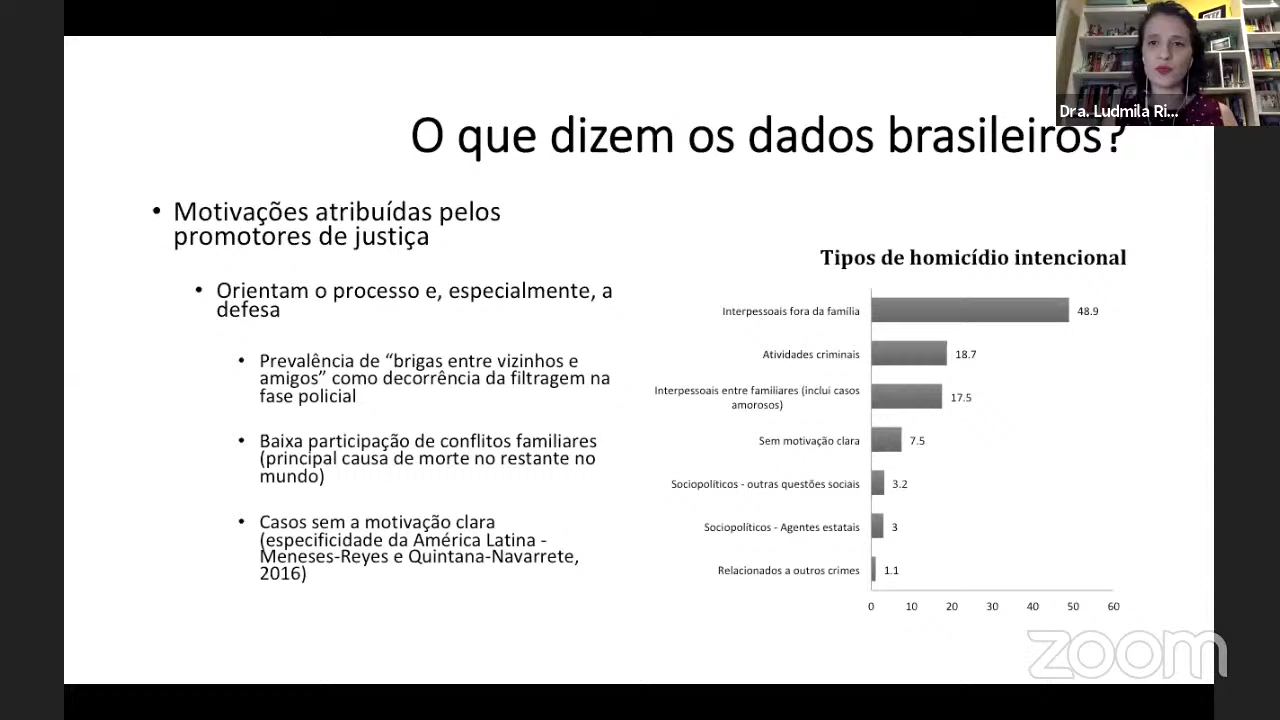 Dra. Ludmila Ri...
O que dizem os dados brasileiros?
• Motivações atribuídas pelos
promotores de justiça
• Orientam o processo e, especialmente, a
defesa
• Prevalência de “brigas entre vizinhos e
amigos” como decorrência da filtragem na
fase policial
• Baixa participação de conflitos familiares
(principal causa de morte no restante no
mundo)
• Casos sem a motivação clara
(especificidade da América Latina -
Meneses-Reyes e Quintana-Navarrete,
2016)
Tipos de homicídio intencional
Interpessoais fora da família 48.9
Atividades criminais 18.7
Interpessoais entre familiares (inclui casos
amorosos) 17.5
Sem motivação clara 7.5
Sociopolíticos - outras questões sociais 3.2
Sociopolíticos - Agentes estatais 3
Relacionados a outros crimes 1.1
0 10 20 30 40 50 60
zoom